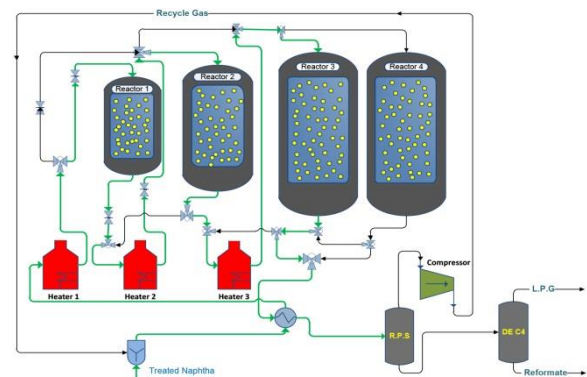 Recycle Gas
Reactor 1
Reactor 2
Reactor 3
Reactor 4
Heater 1
Heater 2
Heater 3
Compressor
L.P.G
R.P.S
DE C4
Treated Naphtha
Reformate